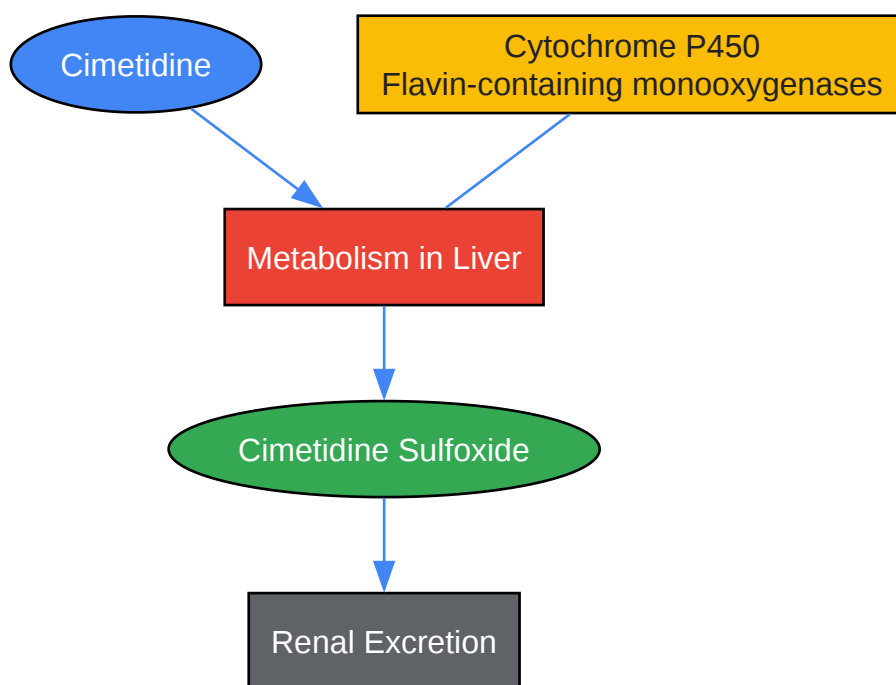 Cimetidine
Cytochrome P450
Flavin-containing monooxygenases
Metabolism in Liver
Cimetidine Sulfoxide
Renal Excretion